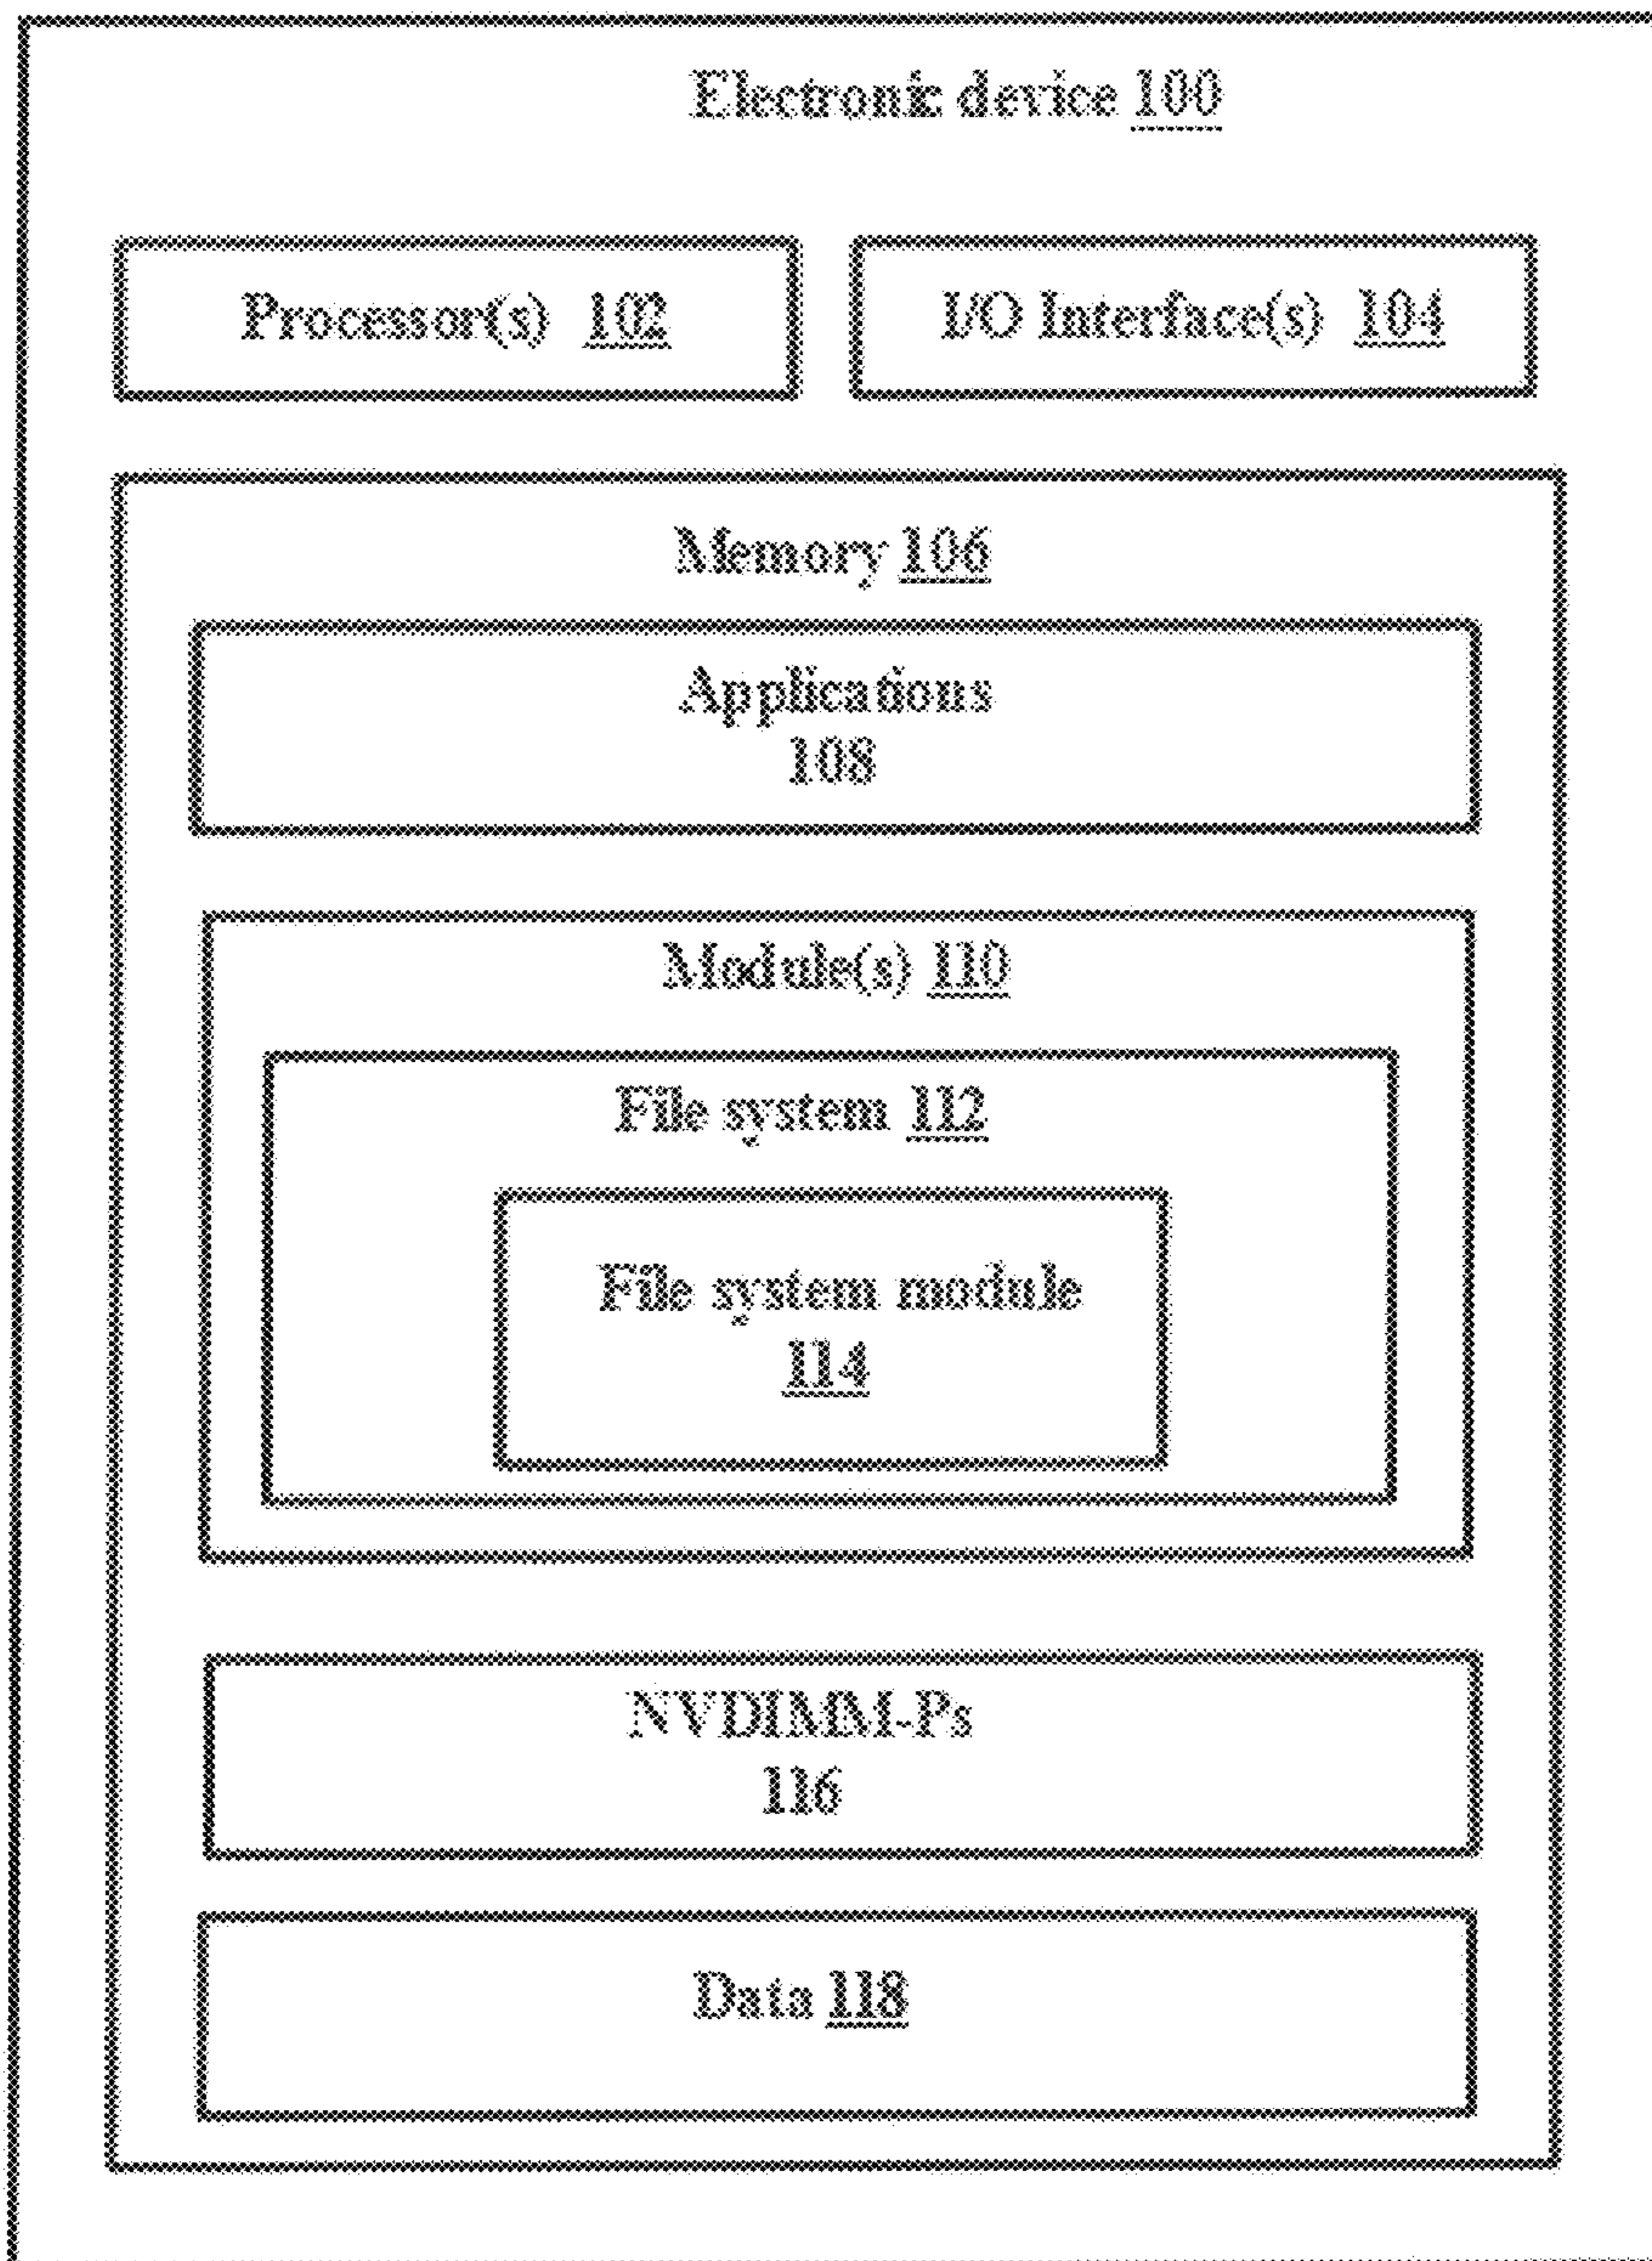 Electronic device 100
Processor(s) 102
I/O Interface(s) 104
Memory 106
Applications
108
Module(s) 110
File system 112
File system module
114
NVDIMM-Ps
116
Data 118